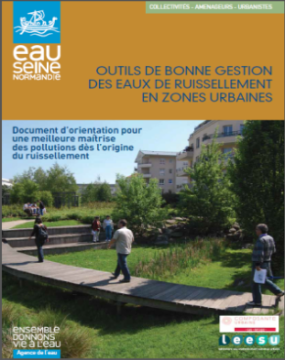 COLLECTIVITÉS - AMÉNAGEURS - URBANISTES
eau
seine
NORMANDIE
OUTILS DE BONNE GESTION
DES EAUX DE RUISSELLEMENT
EN ZONES URBAINES
Document d'orientation pour
une meilleure maîtrise
des pollutions dès l'origine
du ruissellement
ENSEMBLE
DONNONS
VIE À L'EAU
Agence de l'eau
Leesu